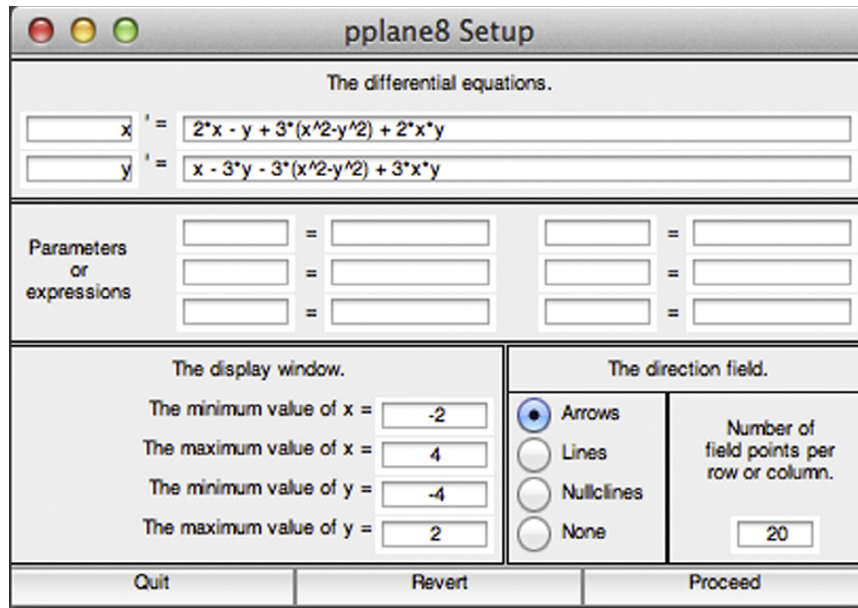 pplane8 Setup
The differential equations.
x ' = 2*x - y + 3*(x^2-y^2) + 2*x*y
y ' = x - 3*y - 3*(x^2-y^2) + 3*x*y
Parameters
or
expressions
= =
= =
= =
The display window.
The minimum value of x = -2
The maximum value of x = 4
The minimum value of y = -4
The maximum value of y = 2
The direction field.
Arrows
Lines
Nullclines
None
Number of
field points per
row or column.
20
Quit Revert Proceed